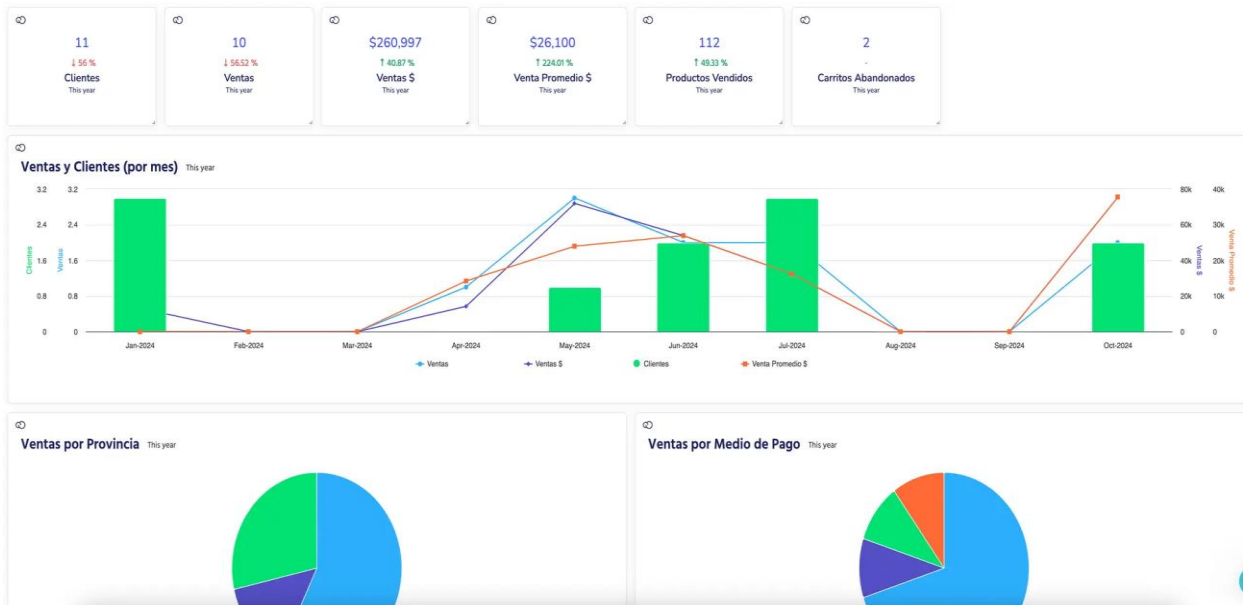 11
↓ 56 %
Clientes
This year
10
↓ 56.52 %
Ventas
This year
$260,997
↑ 40.87 %
Ventas $
This year
$26,100
↑ 224.01 %
Venta Promedio $
This year
112
↑ 49.33 %
Productos Vendidos
This year
2
-
Carritos Abandonados
This year
Ventas y Clientes (por mes) This year
3.2 3.2 80k 40k
2.4 2.4 60k 30k
1.6 1.6 40k 20k
0.8 0.8 20k 10k
0 0 0 0
Clientes
Ventas
Ventas $
Venta Promedio $
Jan-2024 Feb-2024 Mar-2024 Apr-2024 May-2024 Jun-2024 Jul-2024 Aug-2024 Sep-2024 Oct-2024
Ventas Ventas $ Clientes Venta Promedio $
Ventas por Provincia This year
Ventas por Medio de Pago This year